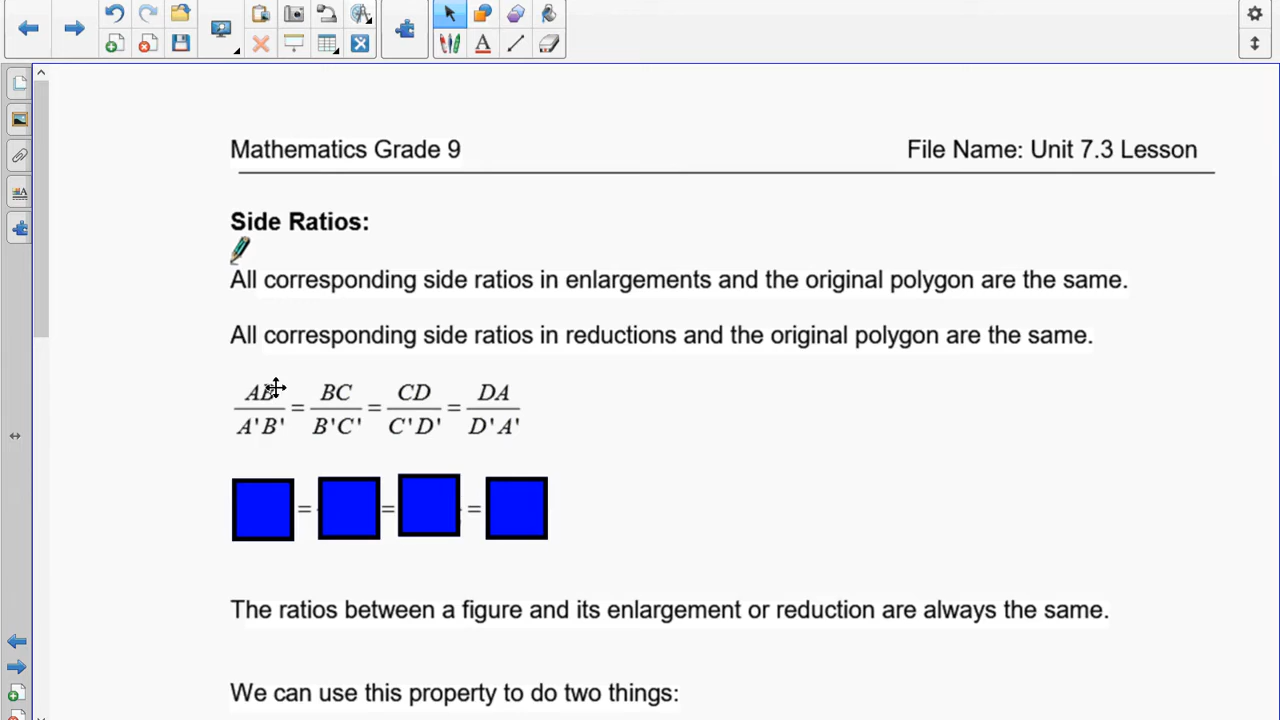 Mathematics Grade 9 File Name: Unit 7.3 Lesson
Side Ratios:
All corresponding side ratios in enlargements and the original polygon are the same.
All corresponding side ratios in reductions and the original polygon are the same.
AB/A'B' = BC/B'C' = CD/C'D' = DA/D'A'
= = =
The ratios between a figure and its enlargement or reduction are always the same.
We can use this property to do two things: